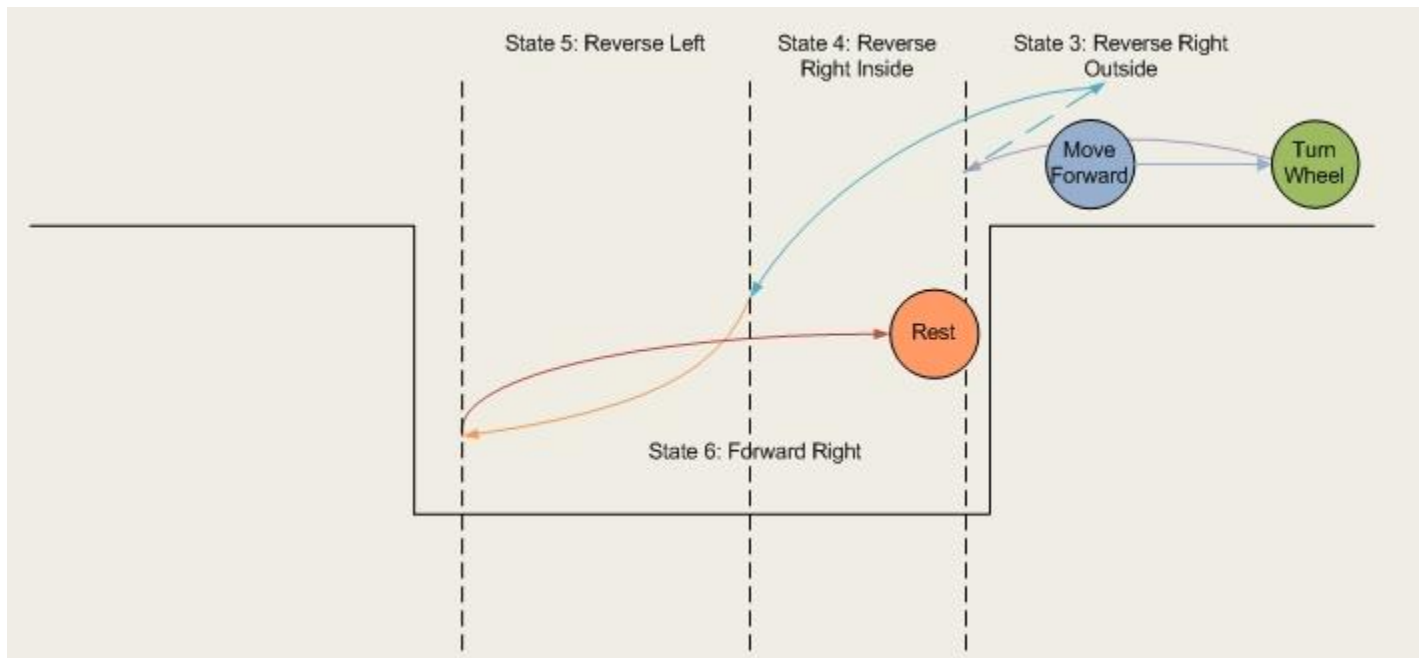 State 5: Reverse Left
State 4: Reverse
Right Inside
State 3: Reverse Right
Outside
Move
Forward
Turn
Wheel
Rest
State 6: Forward Right